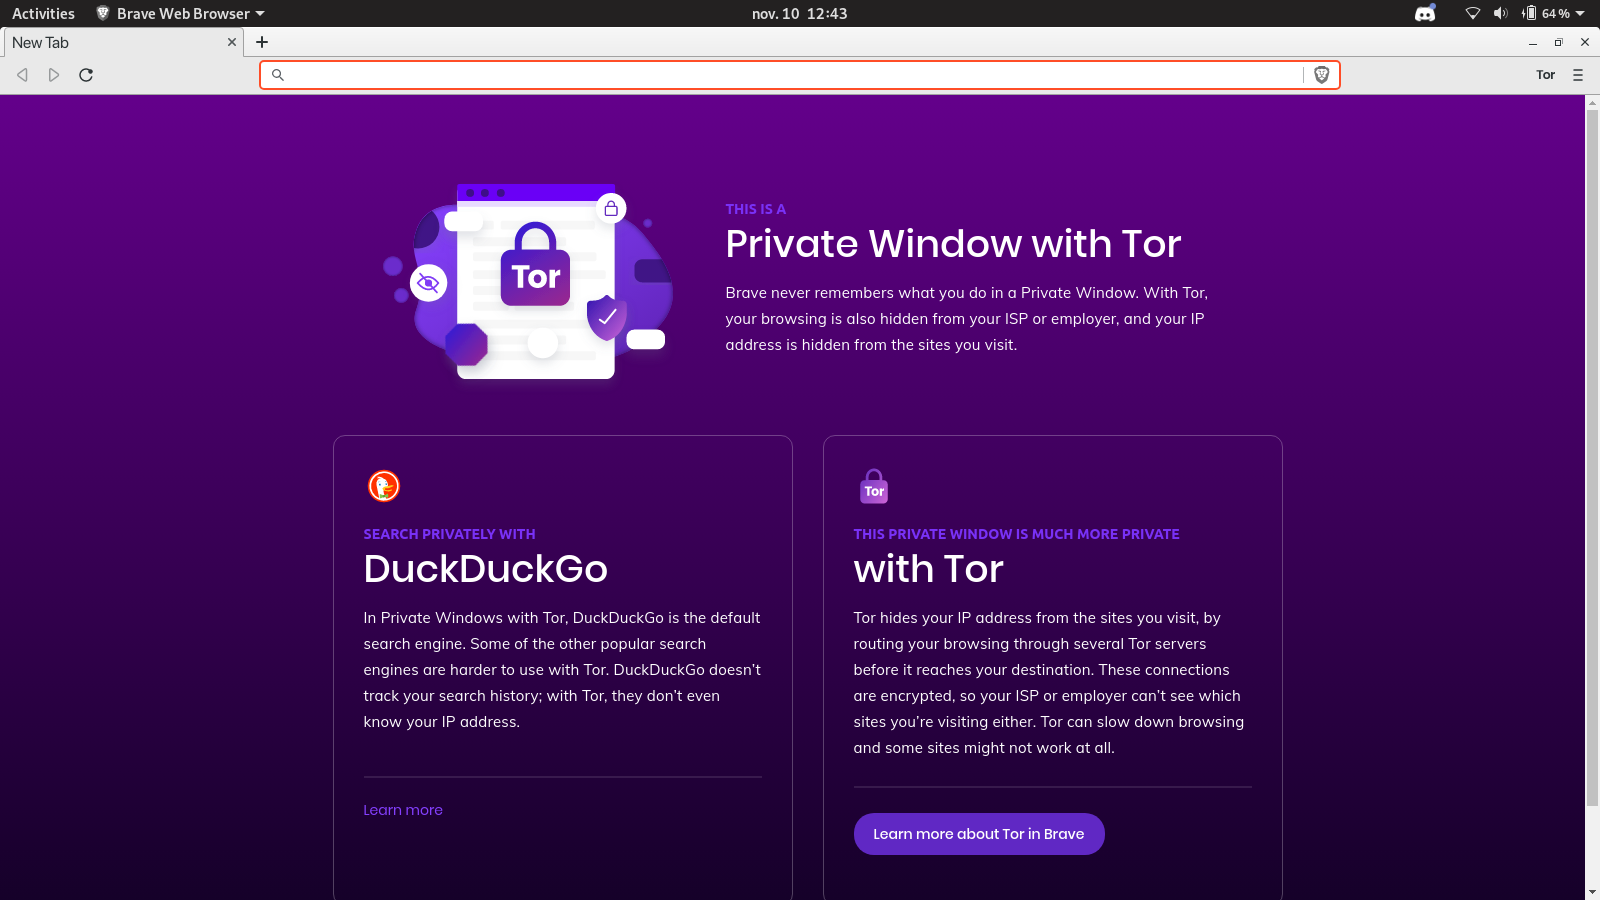 Activities
Brave Web Browser
nov. 10 12:43
64 %
New Tab
Tor
Tor
THIS IS A
Private Window with Tor
Brave never remembers what you do in a Private Window. With Tor,
your browsing is also hidden from your ISP or employer, and your IP
address is hidden from the sites you visit.
SEARCH PRIVATELY WITH
DuckDuckGo
In Private Windows with Tor, DuckDuckGo is the default
search engine. Some of the other popular search
engines are harder to use with Tor. DuckDuckGo doesn't
track your search history; with Tor, they don't even
know your IP address.
Learn more
Tor
THIS PRIVATE WINDOW IS MUCH MORE PRIVATE
with Tor
Tor hides your IP address from the sites you visit, by
routing your browsing through several Tor servers
before it reaches your destination. These connections
are encrypted, so your ISP or employer can't see which
sites you're visiting either. Tor can slow down browsing
and some sites might not work at all.
Learn more about Tor in Brave